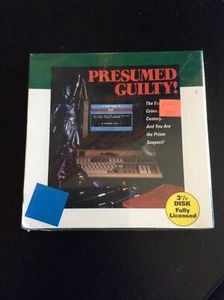 PRESUMED
GUILTY!
The
Crime
Century...
And You Are
the Prime
Suspect!
3½
DISK
Fully
Licensed